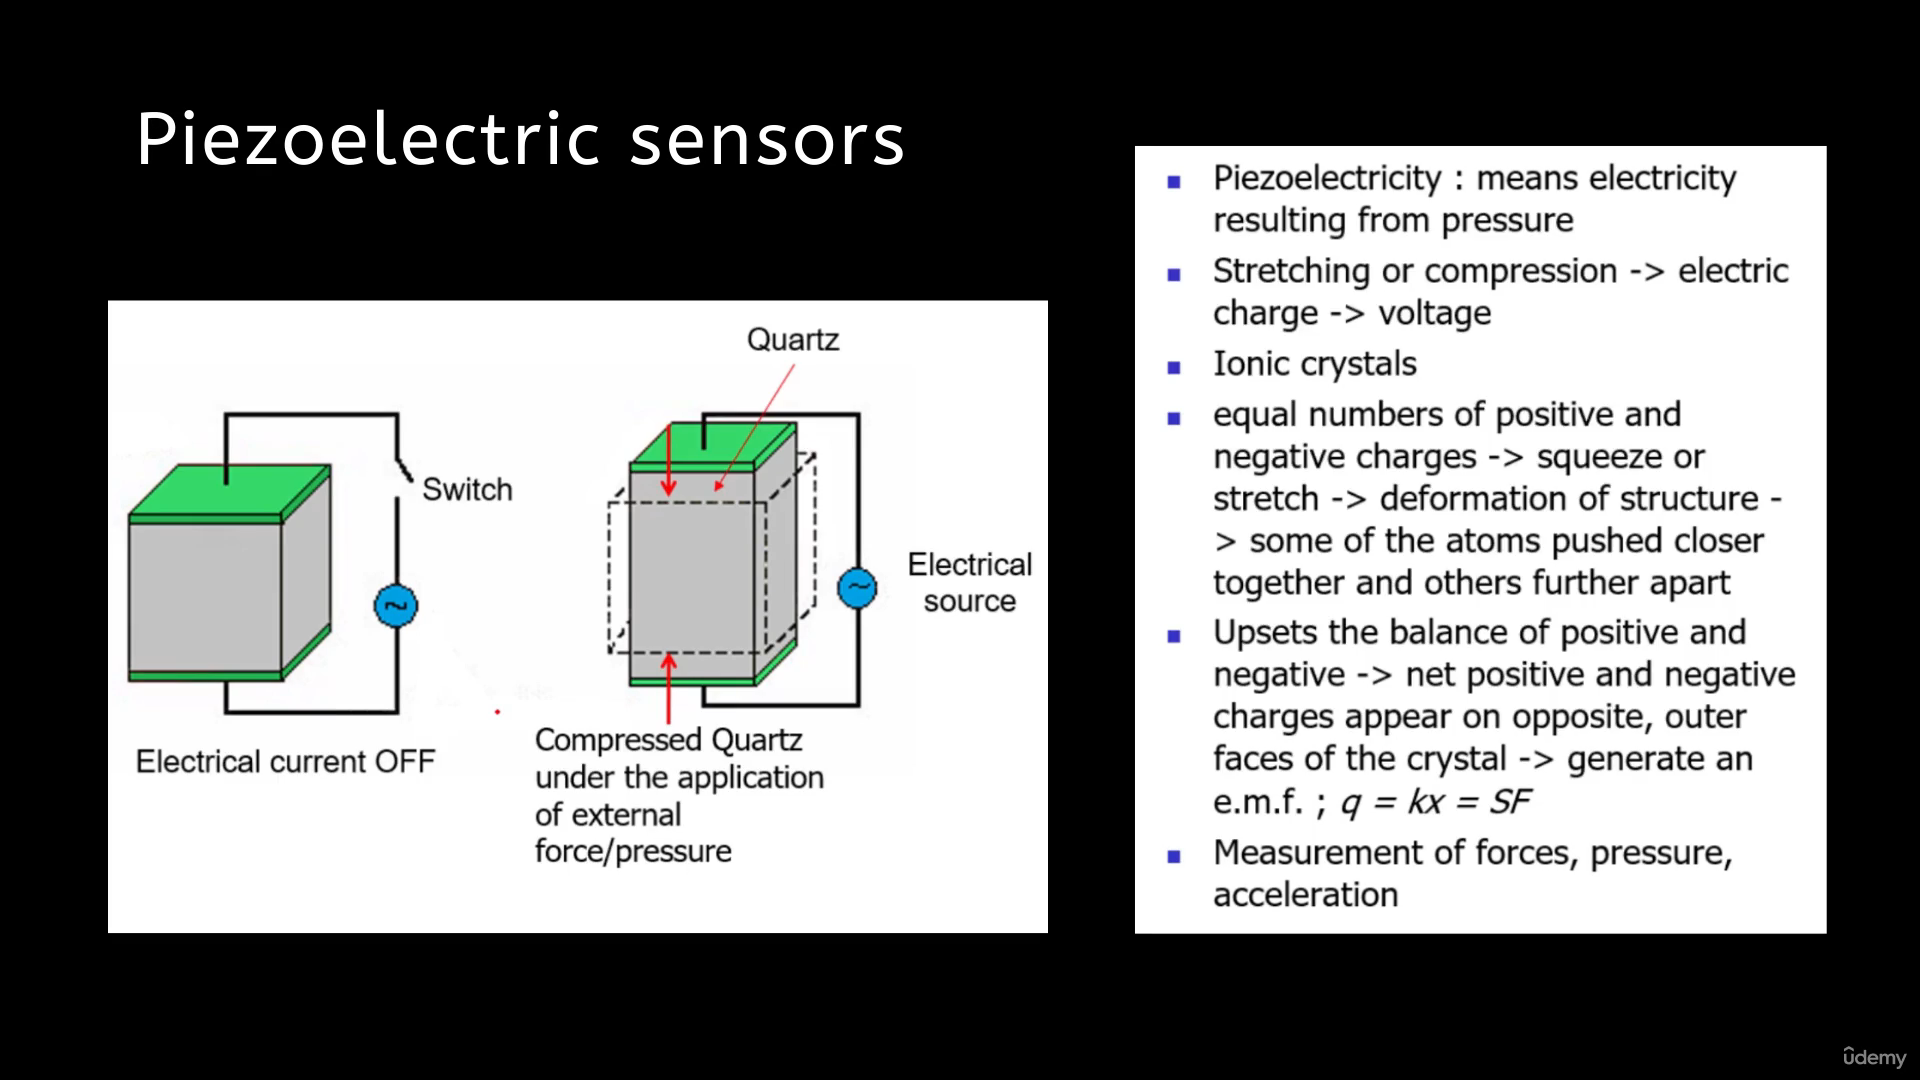 Piezoelectric sensors
Quartz
Switch
Electrical
source
Electrical current OFF
Compressed Quartz
under the application
of external
force/pressure
▪ Piezoelectricity : means electricity
resulting from pressure
▪ Stretching or compression -> electric
charge -> voltage
▪ Ionic crystals
▪ equal numbers of positive and
negative charges -> squeeze or
stretch -> deformation of structure -
> some of the atoms pushed closer
together and others further apart
▪ Upsets the balance of positive and
negative -> net positive and negative
charges appear on opposite, outer
faces of the crystal -> generate an
e.m.f. ; q = kx = SF
▪ Measurement of forces, pressure,
acceleration
ûdemy